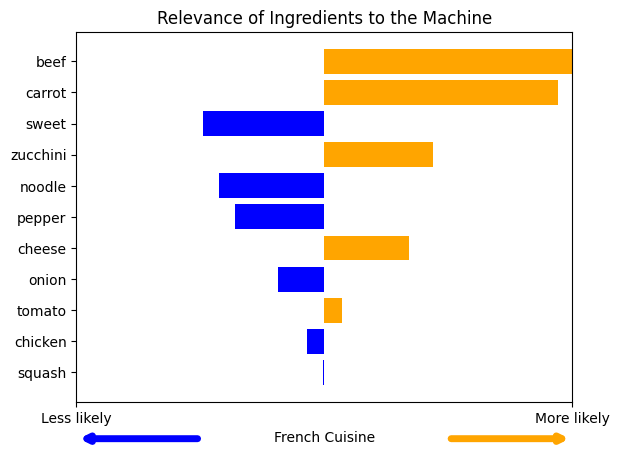 Relevance of Ingredients to the Machine
beef
carrot
sweet
zucchini
noodle
pepper
cheese
onion
tomato
chicken
squash
Less likely
More likely
French Cuisine